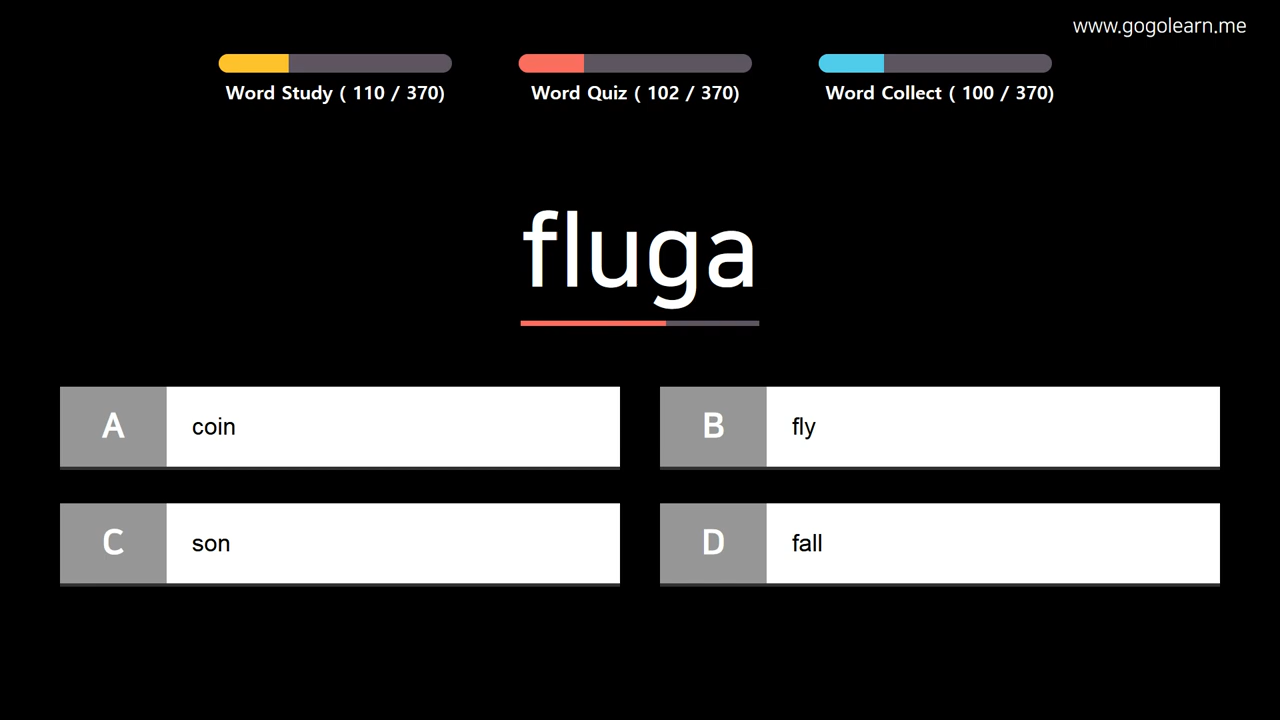 www.gogolearn.me
Word Study ( 110 / 370)
Word Quiz ( 102 / 370)
Word Collect ( 100 / 370)
fluga
A coin
B fly
C son
D fall